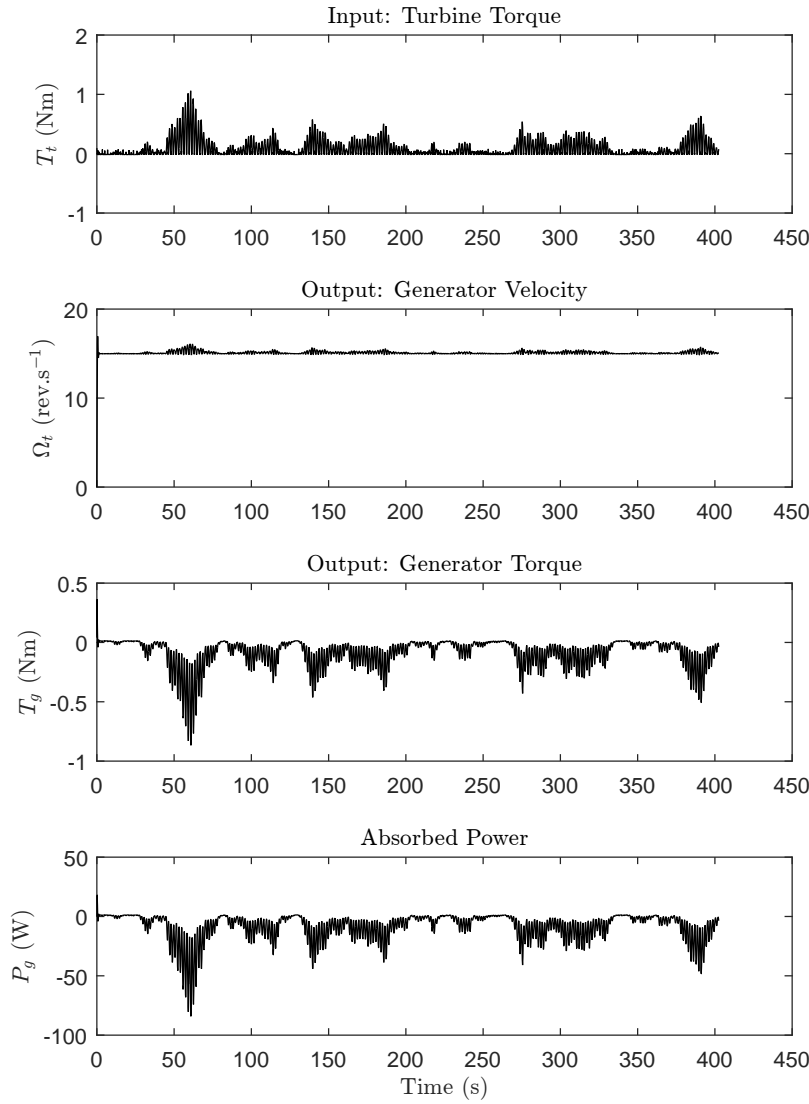 Input: Turbine Torque
2
1
0
-1
T_t (Nm)
0 50 100 150 200 250 300 350 400 450
Output: Generator Velocity
20
10
0
Ω_t (rev.s⁻¹)
0 50 100 150 200 250 300 350 400 450
Output: Generator Torque
0.5
0
-0.5
-1
T_g (Nm)
0 50 100 150 200 250 300 350 400 450
Absorbed Power
50
0
-50
-100
P_g (W)
0 50 100 150 200 250 300 350 400 450
Time (s)